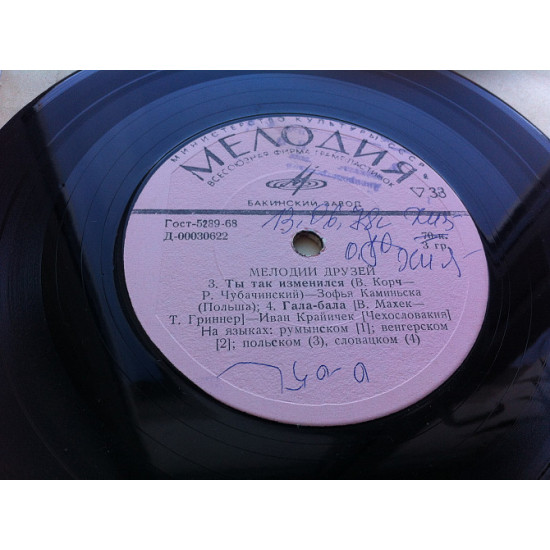 МИНИСТЕРСТВО КУЛЬТУРЫ СССР
МЕЛОДИЯ
ВСЕСОЮЗНАЯ ФИРМА ГРАМПЛАСТИНОК
БАКИНСКИЙ ЗАВОД
▽ 33
Гост-5289-68
Д-00030622
70 к.
3 гр.
МЕЛОДИИ ДРУЗЕЙ
3. Ты так изменился (В. Корч—
Р. Чубачинский)—Зофья Каминьска
(Польша); 4. Гала-бала [В. Махек—
Т. Гриннер]—Иван Крайичек [Чехословакия]
На языках: румынском [1]; венгерском
[2]; польском (3), словацком (4)